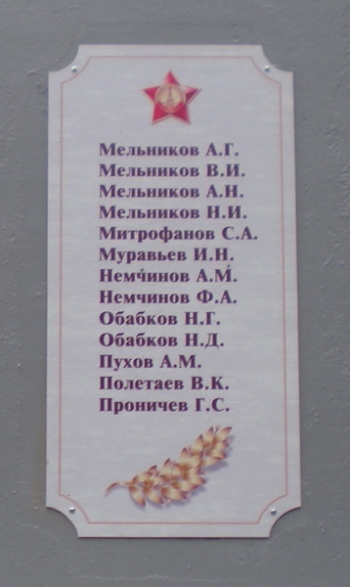 Мельников А.Г.
Мельников В.И.
Мельников А.Н.
Мельников Н.И.
Митрофанов С.А.
Муравьев И.Н.
Немчинов А.М.
Немчинов Ф.А.
Обабков Н.Г.
Обабков Н.Д.
Пухов А.М.
Полетаев В.К.
Проничев Г.С.